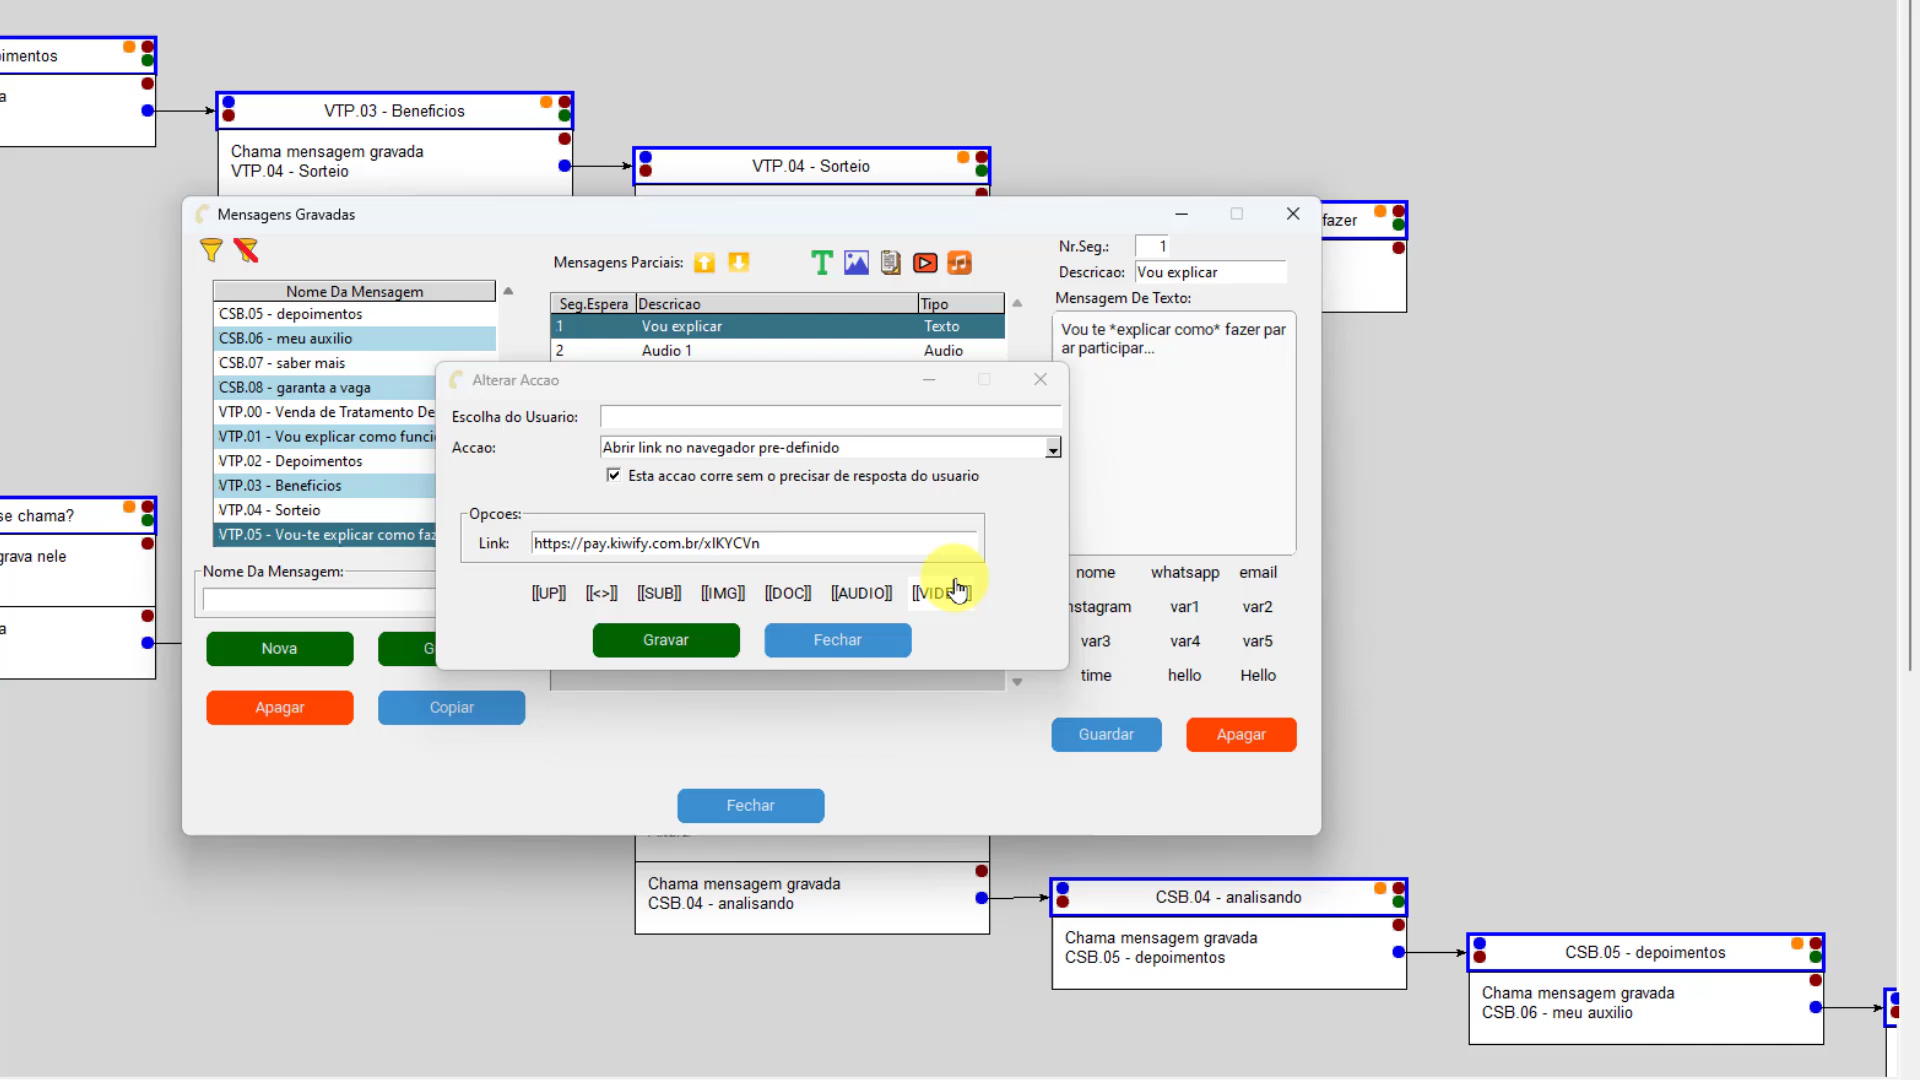 imentos
a
VTP.03 - Beneficios
Chama mensagem gravada
VTP.04 - Sorteio
VTP.04 - Sorteio
fazer
Mensagens Gravadas
Nome Da Mensagem
CSB.05 - depoimentos
CSB.06 - meu auxilio
CSB.07 - saber mais
CSB.08 - garanta a vaga
VTP.00 - Venda de Tratamento De
VTP.01 - Vou explicar como funci
VTP.02 - Depoimentos
VTP.03 - Beneficios
VTP.04 - Sorteio
VTP.05 - Vou-te explicar como faz
Nome Da Mensagem:
Nova
G
Apagar
Copiar
Mensagens Parciais:
Seg.Espera Descricao Tipo
1 Vou explicar Texto
2 Audio 1 Audio
Nr.Seg.: 1
Descricao: Vou explicar
Mensagem De Texto:
Vou te *explicar como* fazer par
ar participar...
nome whatsapp email
nstagram var1 var2
var3 var4 var5
time hello Hello
Guardar
Apagar
Fechar
Alterar Accao
Escolha do Usuario:
Accao: Abrir link no navegador pre-definido
Esta accao corre sem o precisar de resposta do usuario
Opcoes:
Link: https://pay.kiwify.com.br/xIKYCVn
[[UP]] [[<>]] [[SUB]] [[IMG]] [[DOC]] [[AUDIO]]
Gravar
Fechar
se chama?
grava nele
a
Chama mensagem gravada
CSB.04 - analisando
CSB.04 - analisando
Chama mensagem gravada
CSB.05 - depoimentos
CSB.05 - depoimentos
Chama mensagem gravada
CSB.06 - meu auxilio